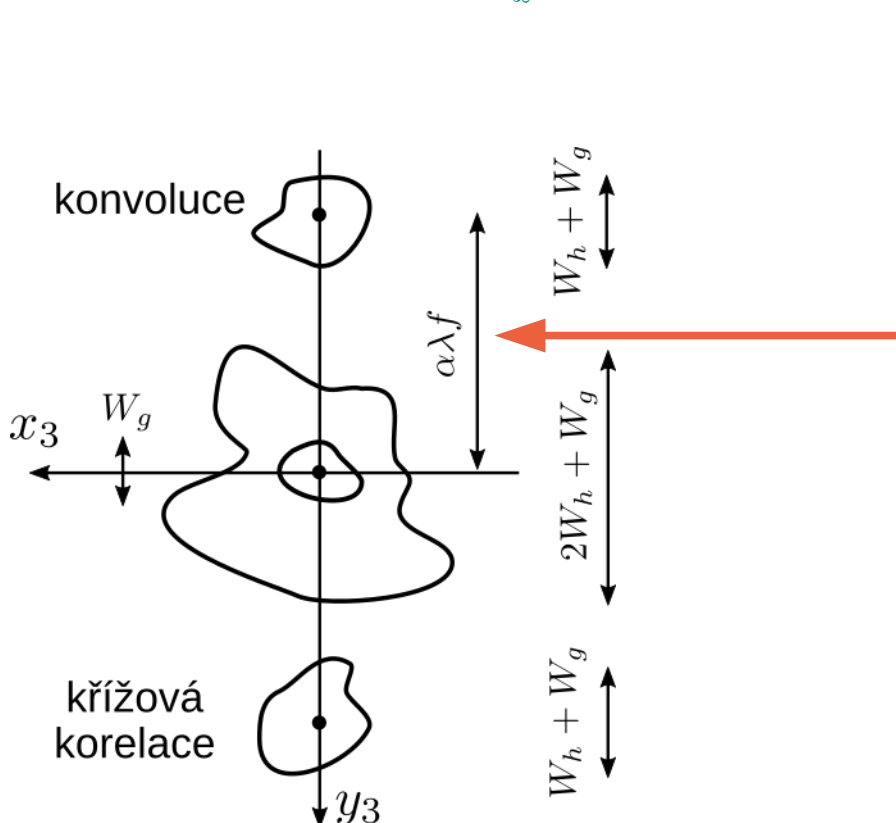 konvoluce
W_h + W_g
αλf
W_g
x_3
2W_h + W_g
křížová
korelace
W_h + W_g
y_3